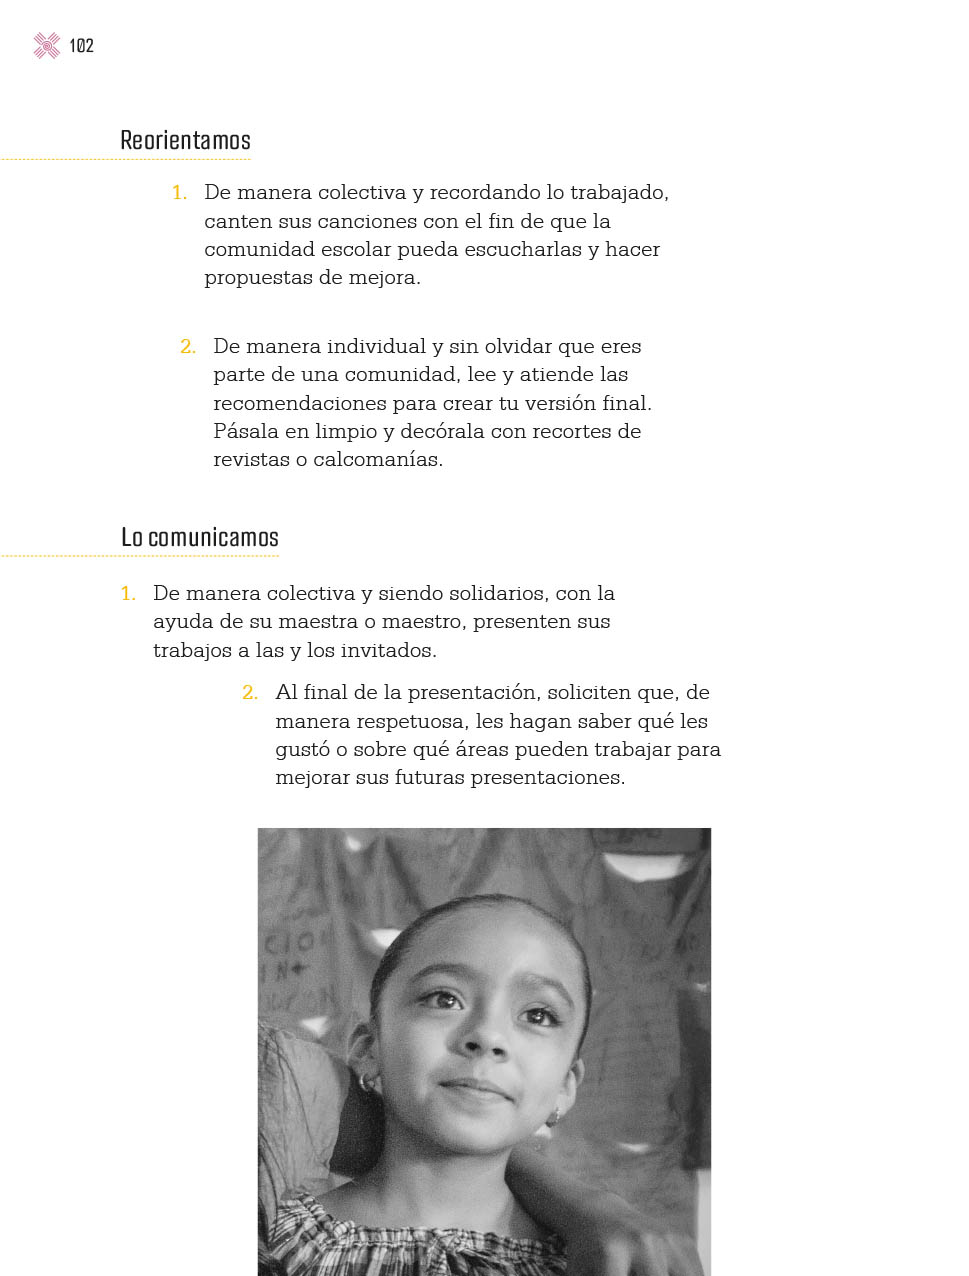 102
Reorientamos
1. De manera colectiva y recordando lo trabajado,
canten sus canciones con el fin de que la
comunidad escolar pueda escucharlas y hacer
propuestas de mejora.
2. De manera individual y sin olvidar que eres
parte de una comunidad, lee y atiende las
recomendaciones para crear tu versión final.
Pásala en limpio y decórala con recortes de
revistas o calcomanías.
Lo comunicamos
1. De manera colectiva y siendo solidarios, con la
ayuda de su maestra o maestro, presenten sus
trabajos a las y los invitados.
2. Al final de la presentación, soliciten que, de
manera respetuosa, les hagan saber qué les
gustó o sobre qué áreas pueden trabajar para
mejorar sus futuras presentaciones.